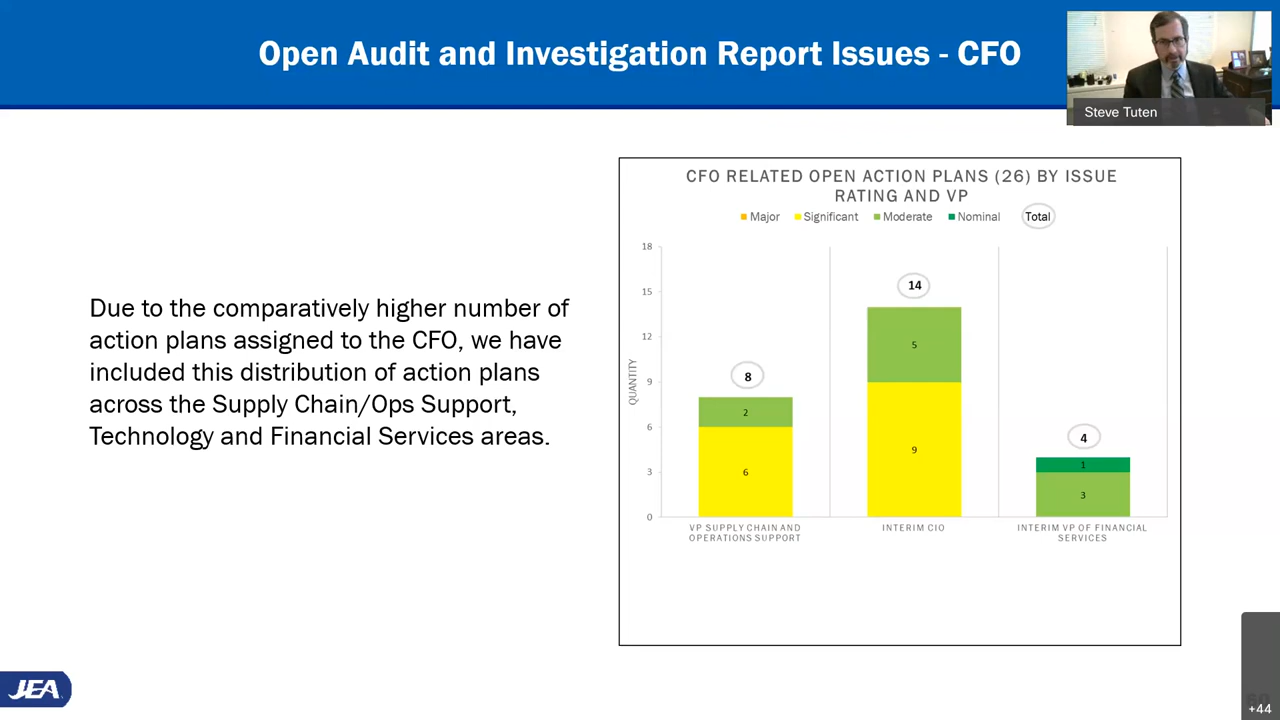 Open Audit and Investigation Report Issues - CFO
Steve Tuten
Due to the comparatively higher number of
action plans assigned to the CFO, we have
included this distribution of action plans
across the Supply Chain/Ops Support,
Technology and Financial Services areas.
CFO RELATED OPEN ACTION PLANS (26) BY ISSUE
RATING AND VP
Major Significant Moderate Nominal Total
QUANTITY
18
15
12
9
6
3
0
8
2
6
14
5
9
4
1
3
VP SUPPLY CHAIN AND
OPERATIONS SUPPORT
INTERIM CIO
INTERIM VP OF FINANCIAL
SERVICES
JEA
+44